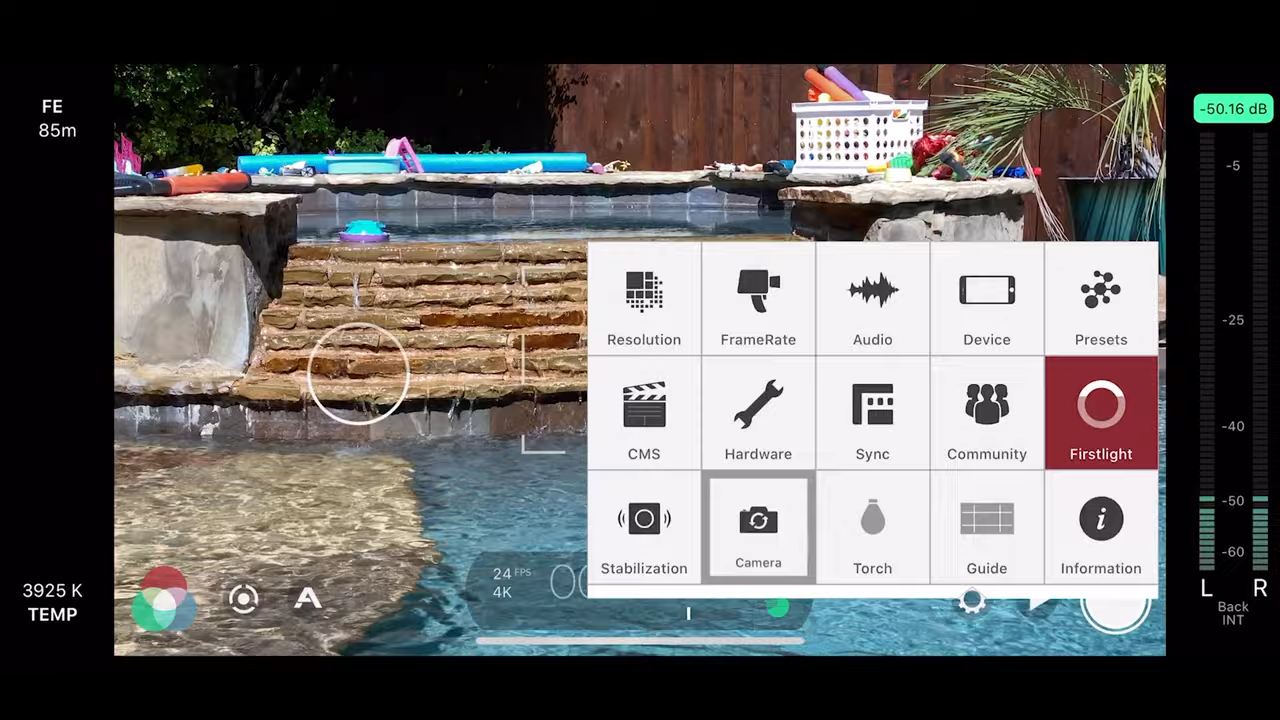 FE
85m
-50.16 dB
-5
-25
-40
-50
-60
L R
Back
INT
Resolution
FrameRate
Audio
Device
Presets
CMS
Hardware
Sync
Community
Firstlight
Stabilization
Camera
Torch
Guide
Information
24 FPS
4K
3925 K
TEMP
A